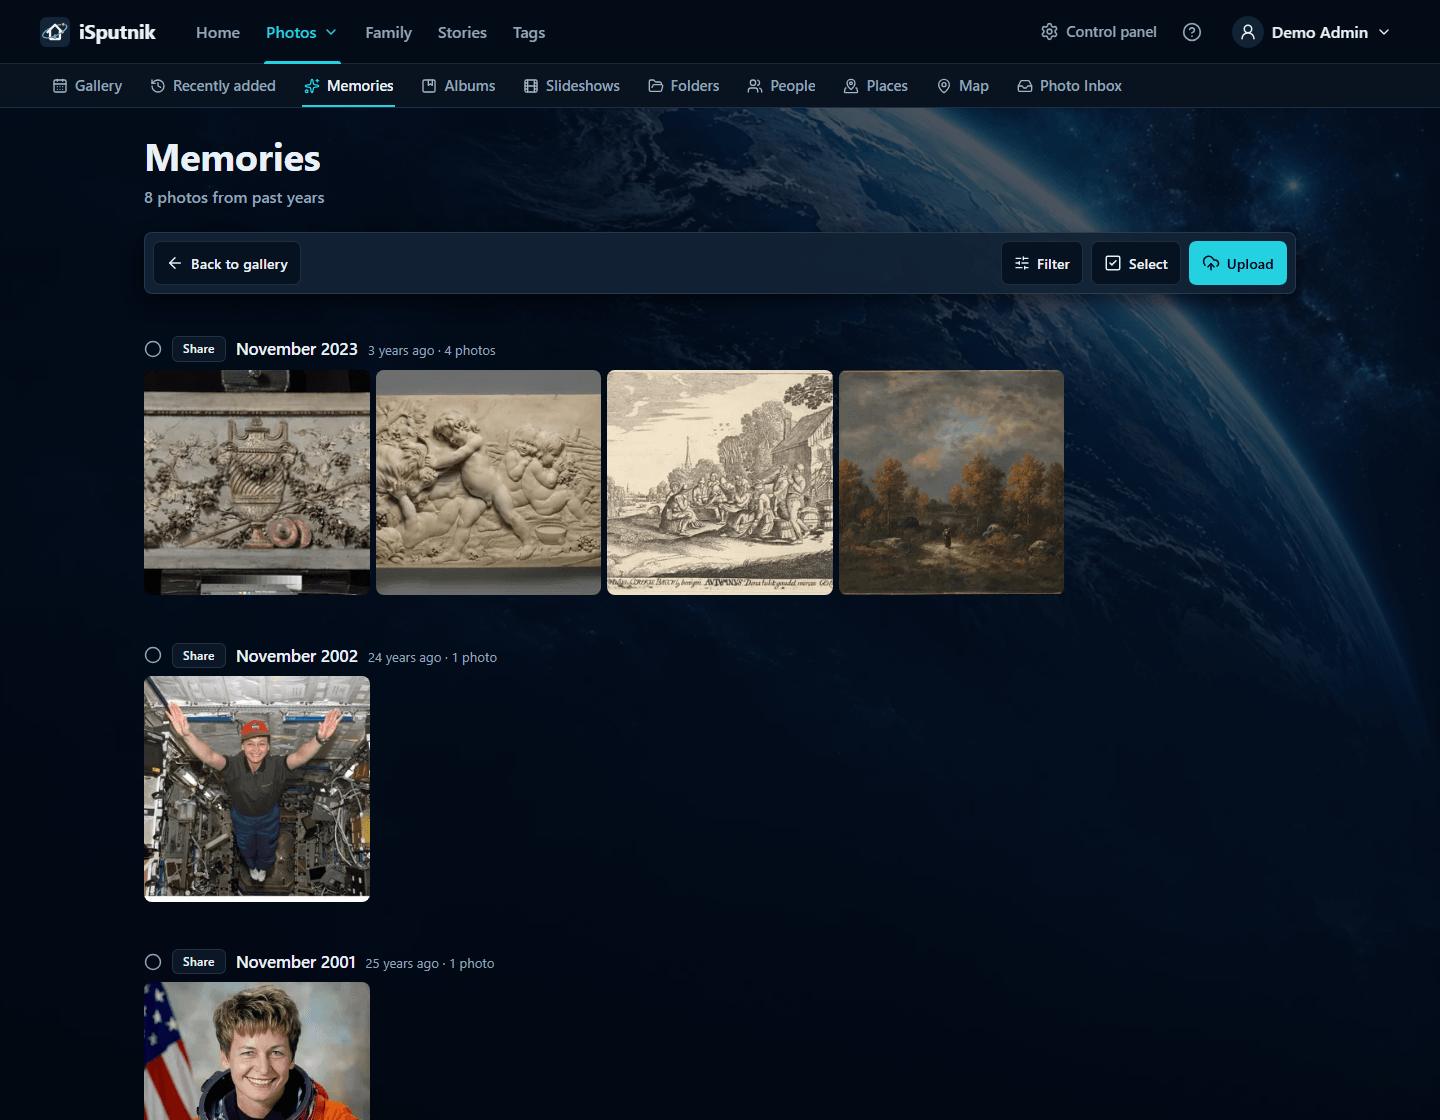 iSputnik
Home
Photos
Family
Stories
Tags
Control panel
Demo Admin
Gallery
Recently added
Memories
Albums
Slideshows
Folders
People
Places
Map
Photo Inbox
Memories
8 photos from past years
Back to gallery
Filter
Select
Upload
Share
November 2023
3 years ago · 4 photos
AVTVMNVS
Share
November 2002
24 years ago · 1 photo
Share
November 2001
25 years ago · 1 photo